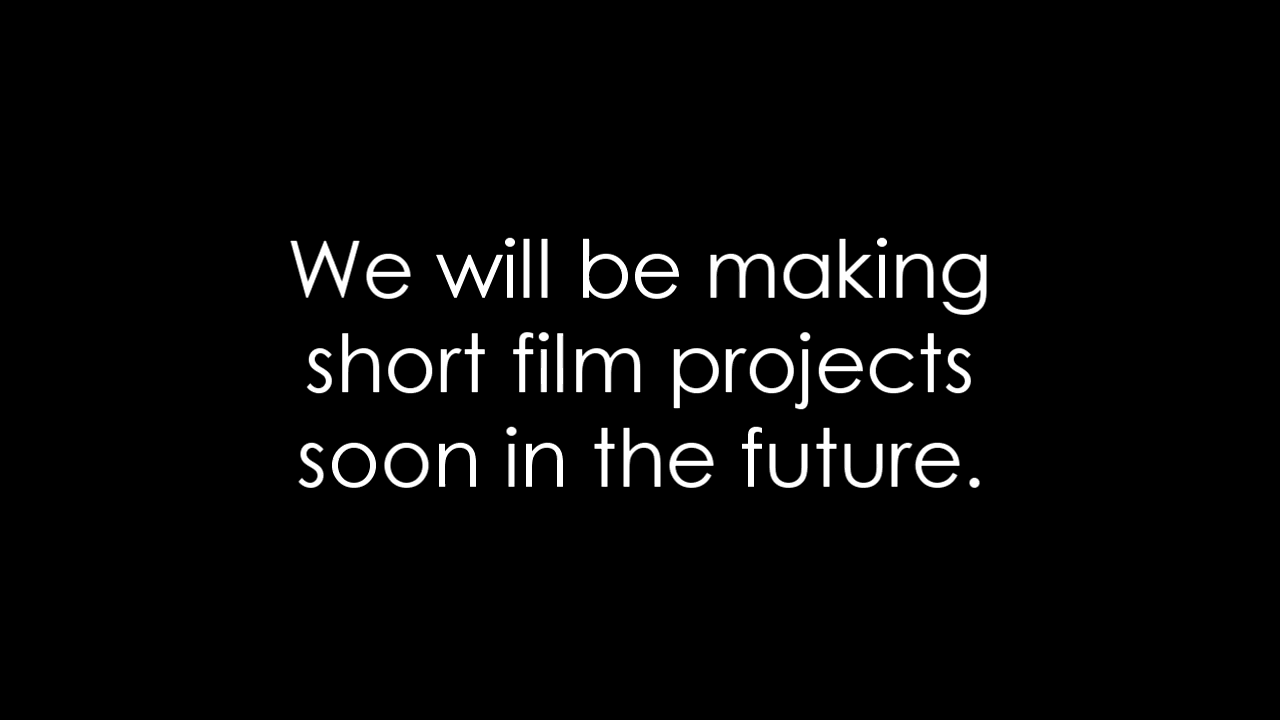 We will be making
short film projects
soon in the future.